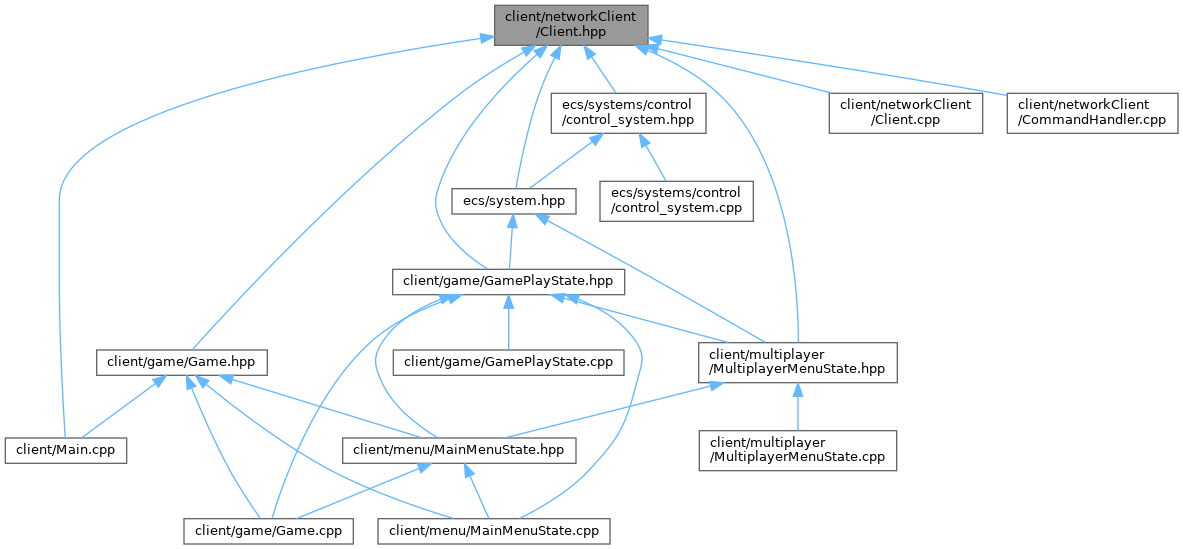 client/networkClient
/Client.hpp
ecs/systems/control
/control_system.hpp
client/networkClient
/Client.cpp
client/networkClient
/CommandHandler.cpp
ecs/system.hpp
ecs/systems/control
/control_system.cpp
client/game/GamePlayState.hpp
client/game/Game.hpp
client/game/GamePlayState.cpp
client/multiplayer
/MultiplayerMenuState.hpp
client/Main.cpp
client/menu/MainMenuState.hpp
client/multiplayer
/MultiplayerMenuState.cpp
client/game/Game.cpp
client/menu/MainMenuState.cpp